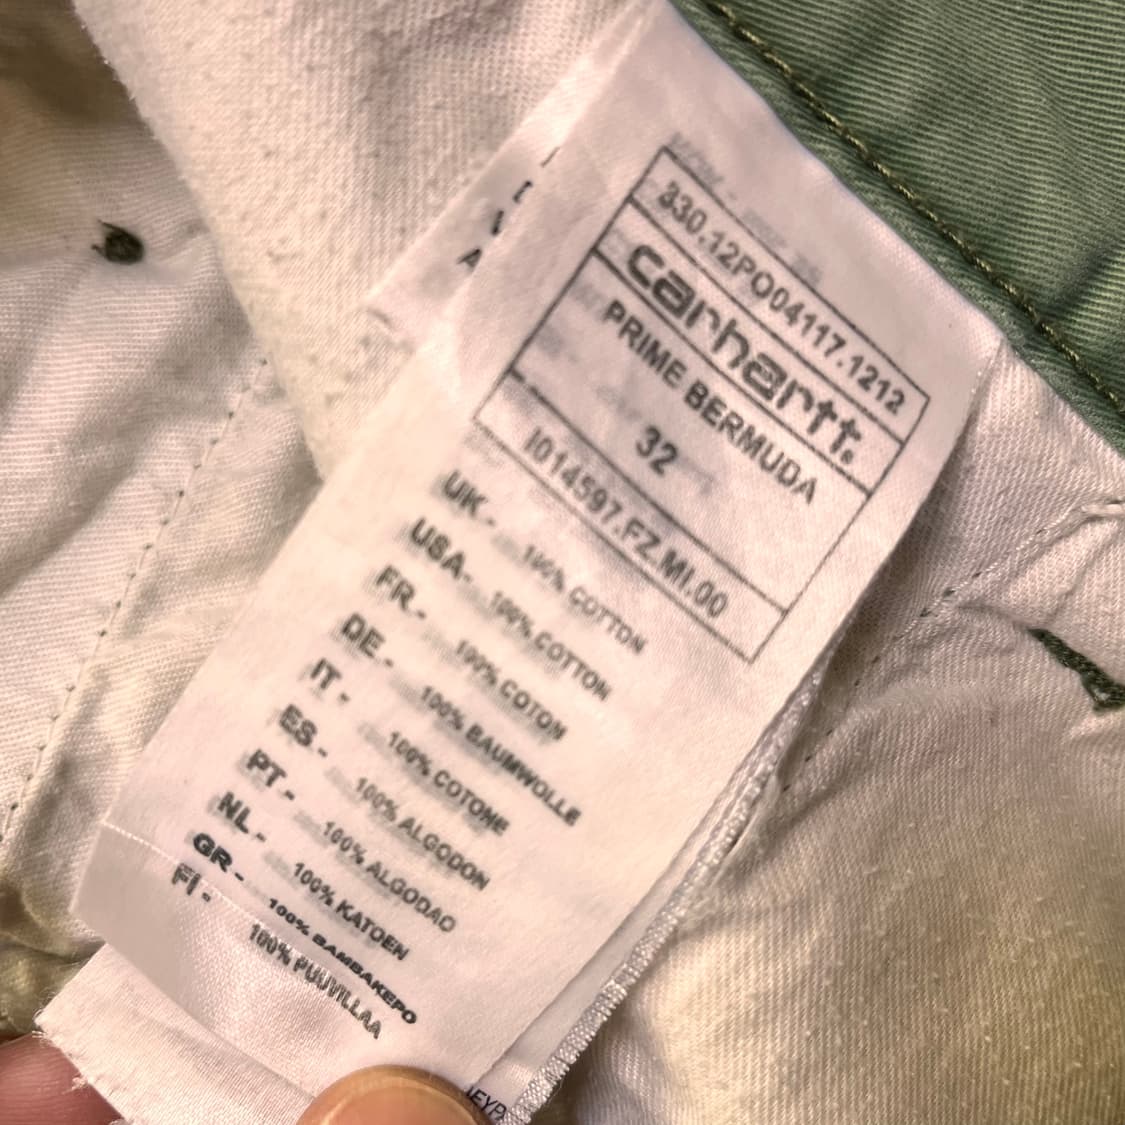 330.12PO04117.1212
carhartt.
PRIME BERMUDA
32
I014597.FZ.MI.00
UK - 100% COTTON
USA- 100% COTTON
FR - 100% COTON
DE - 100% BAUMWOLLE
IT - 100% COTONE
ES - 100% ALGODON
PT - 100% ALGODAO
NL - 100% KATOEN
GR - 100% BAMBAKEPO
FI - 100% PUUVILLAA